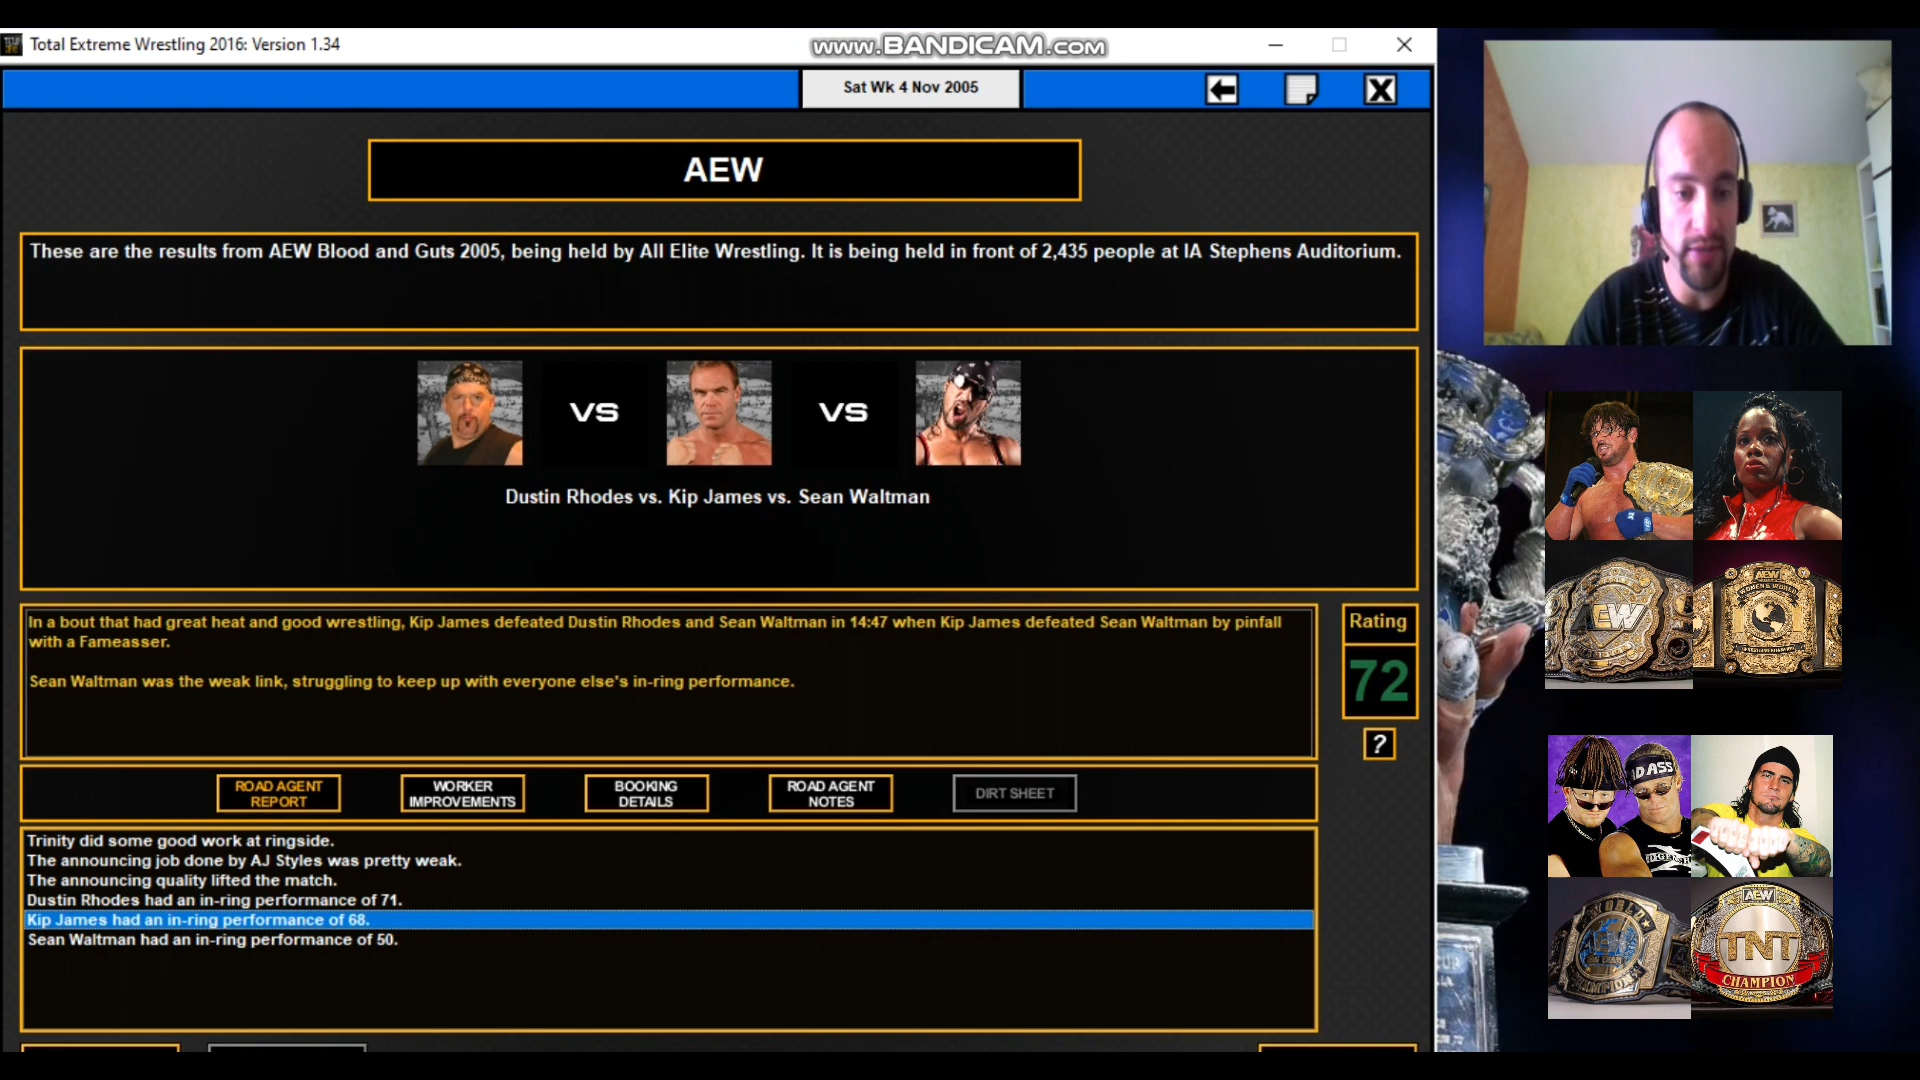 Total Extreme Wrestling 2016: Version 1.34
www.BANDICAM.com
Sat Wk 4 Nov 2005
AEW
These are the results from AEW Blood and Guts 2005, being held by All Elite Wrestling. It is being held in front of 2,435 people at IA Stephens Auditorium.
VS
VS
Dustin Rhodes vs. Kip James vs. Sean Waltman
In a bout that had great heat and good wrestling, Kip James defeated Dustin Rhodes and Sean Waltman in 14:47 when Kip James defeated Sean Waltman by pinfall
with a Fameasser.
Sean Waltman was the weak link, struggling to keep up with everyone else's in-ring performance.
Rating
72
?
ROAD AGENT
REPORT
WORKER
IMPROVEMENTS
BOOKING
DETAILS
ROAD AGENT
NOTES
DIRT SHEET
Trinity did some good work at ringside.
The announcing job done by AJ Styles was pretty weak.
The announcing quality lifted the match.
Dustin Rhodes had an in-ring performance of 71.
Kip James had an in-ring performance of 68.
Sean Waltman had an in-ring performance of 50.
AEW
AEW
WOMEN'S WORLD
WORLD
AEW
TNT
CHAMPION